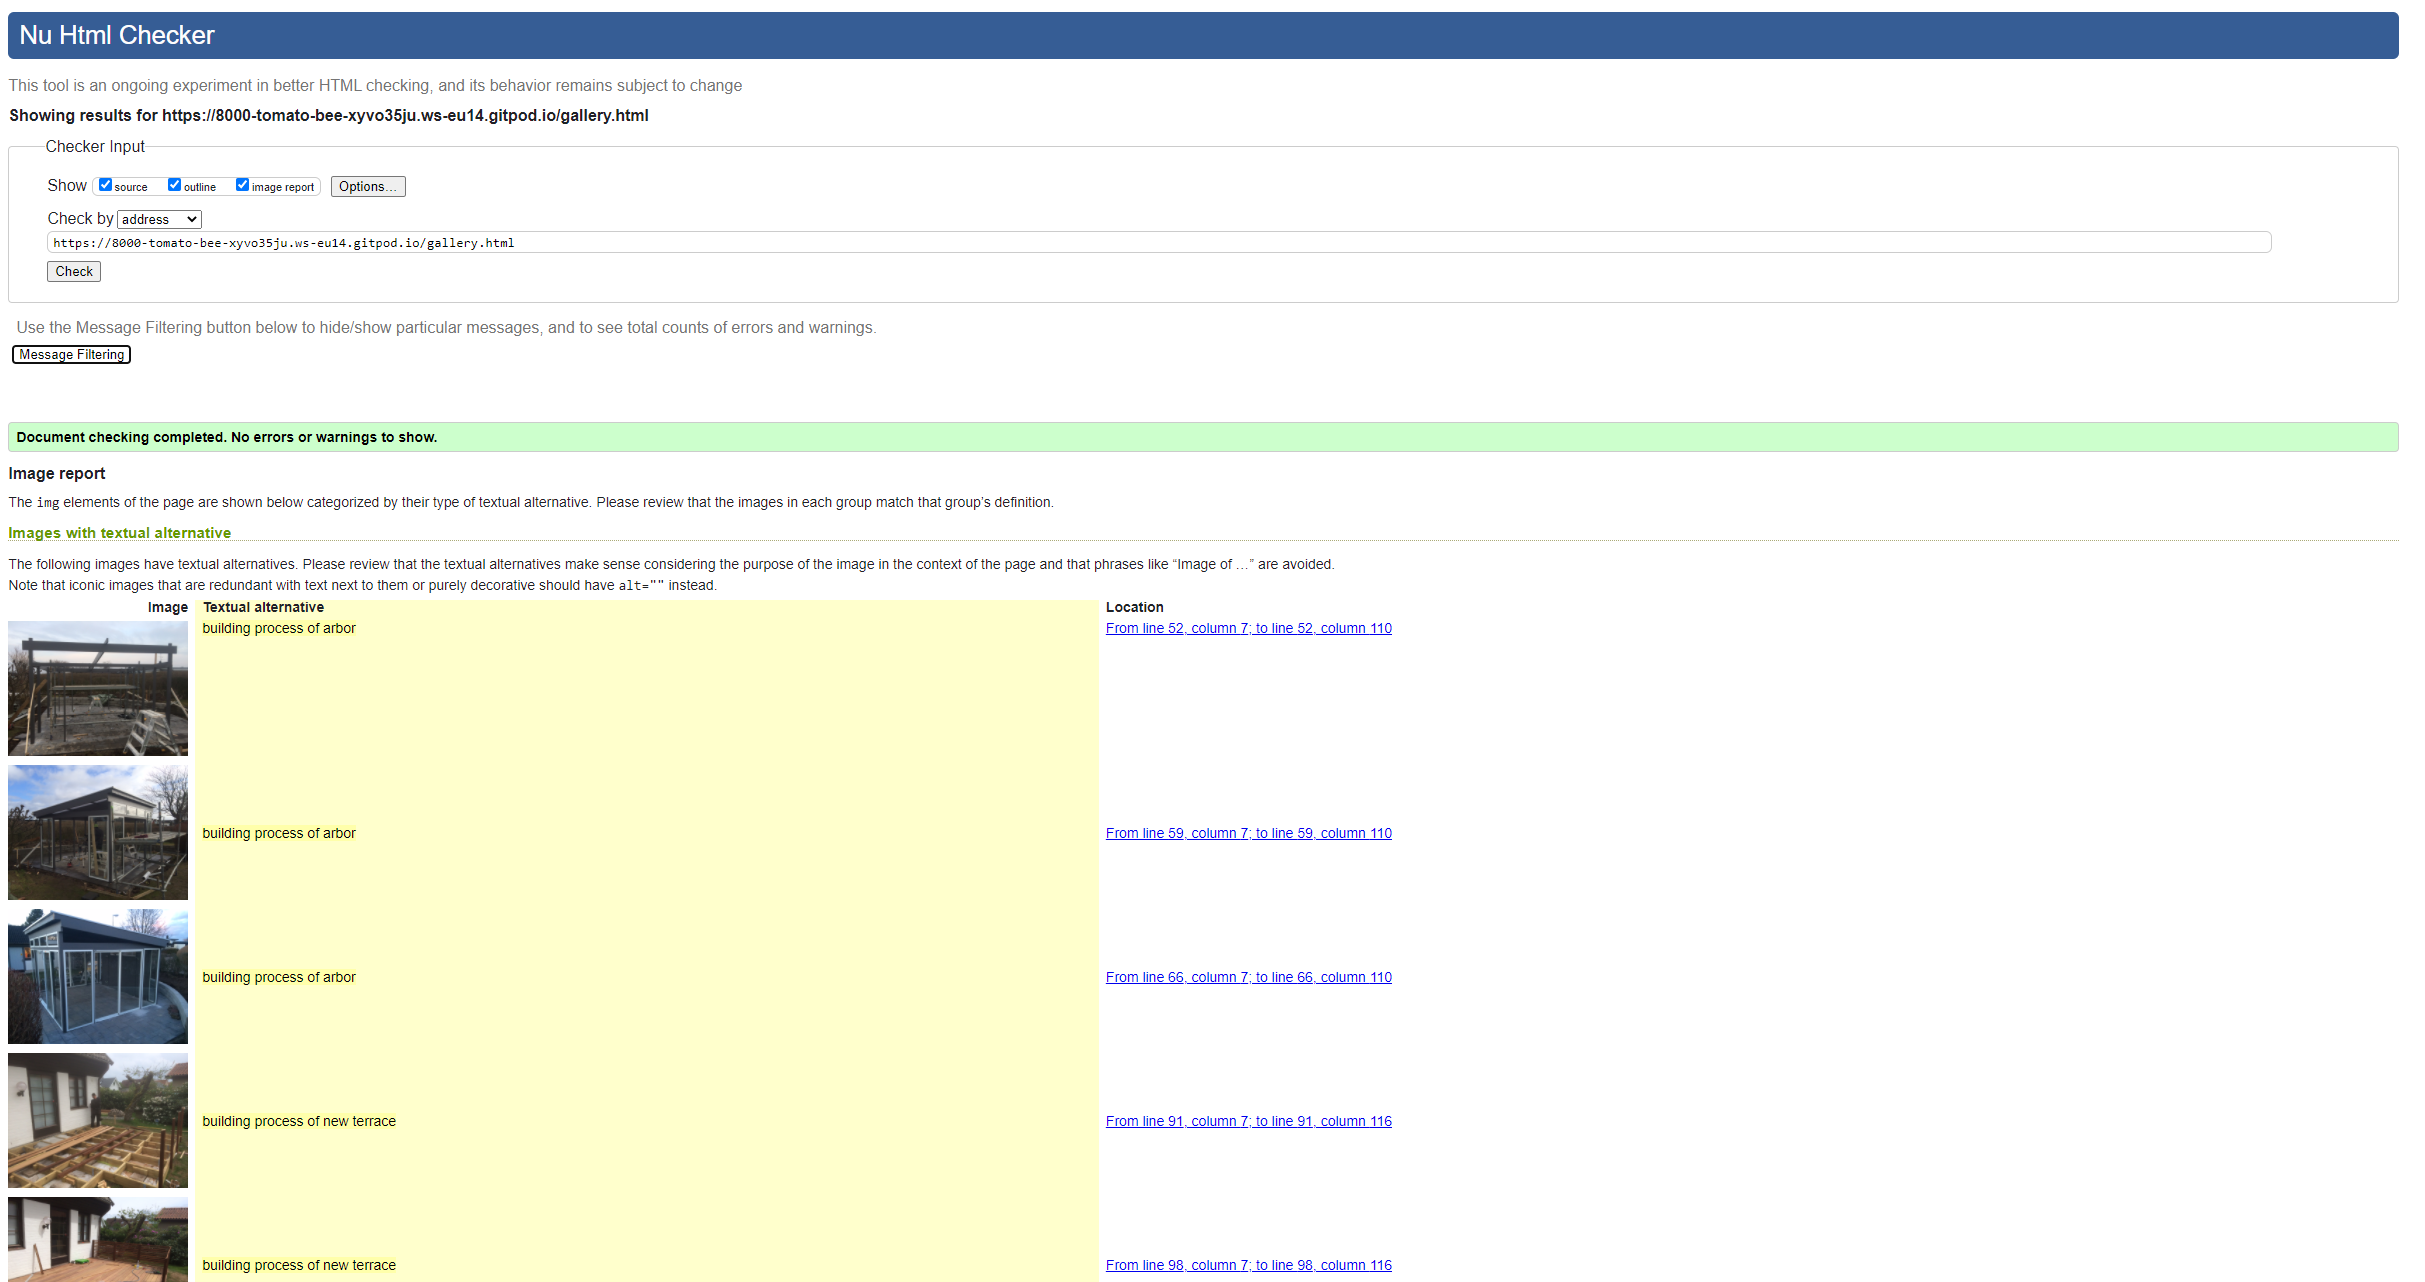 Nu Html Checker
This tool is an ongoing experiment in better HTML checking, and its behavior remains subject to change
Showing results for https://8000-tomato-bee-xyvo35ju.ws-eu14.gitpod.io/gallery.html
Checker Input
Show source outline image report Options...
Check by address
https://8000-tomato-bee-xyvo35ju.ws-eu14.gitpod.io/gallery.html
Check
Use the Message Filtering button below to hide/show particular messages, and to see total counts of errors and warnings.
Message Filtering
Document checking completed. No errors or warnings to show.
Image report
The img elements of the page are shown below categorized by their type of textual alternative. Please review that the images in each group match that group’s definition.
Images with textual alternative
The following images have textual alternatives. Please review that the textual alternatives make sense considering the purpose of the image in the context of the page and that phrases like “Image of …” are avoided.
Note that iconic images that are redundant with text next to them or purely decorative should have alt="" instead.
Image Textual alternative Location
building process of arbor From line 52, column 7; to line 52, column 110
building process of arbor From line 59, column 7; to line 59, column 110
building process of arbor From line 66, column 7; to line 66, column 110
building process of new terrace From line 91, column 7; to line 91, column 116
building process of new terrace From line 98, column 7; to line 98, column 116